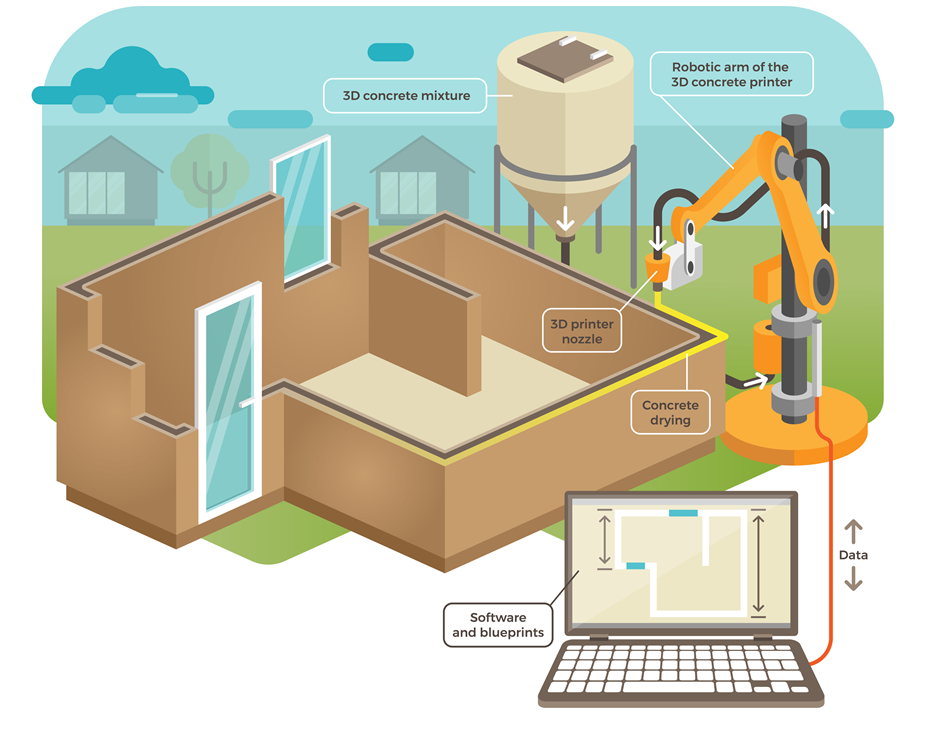 3D concrete mixture
Robotic arm of the
3D concrete printer
3D printer
nozzle
Concrete
drying
Data
Software
and blueprints